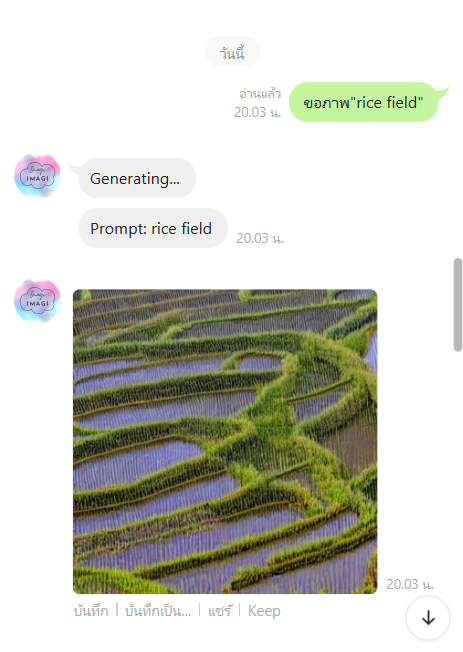 วันนี้
อ่านแล้ว
20.03 น.
ขอภาพ"rice field"
IMAGI
Generating...
Prompt: rice field
20.03 น.
IMAGI
20.03 น.
บันทึก | บันทึกเป็น... | แชร์ | Keep